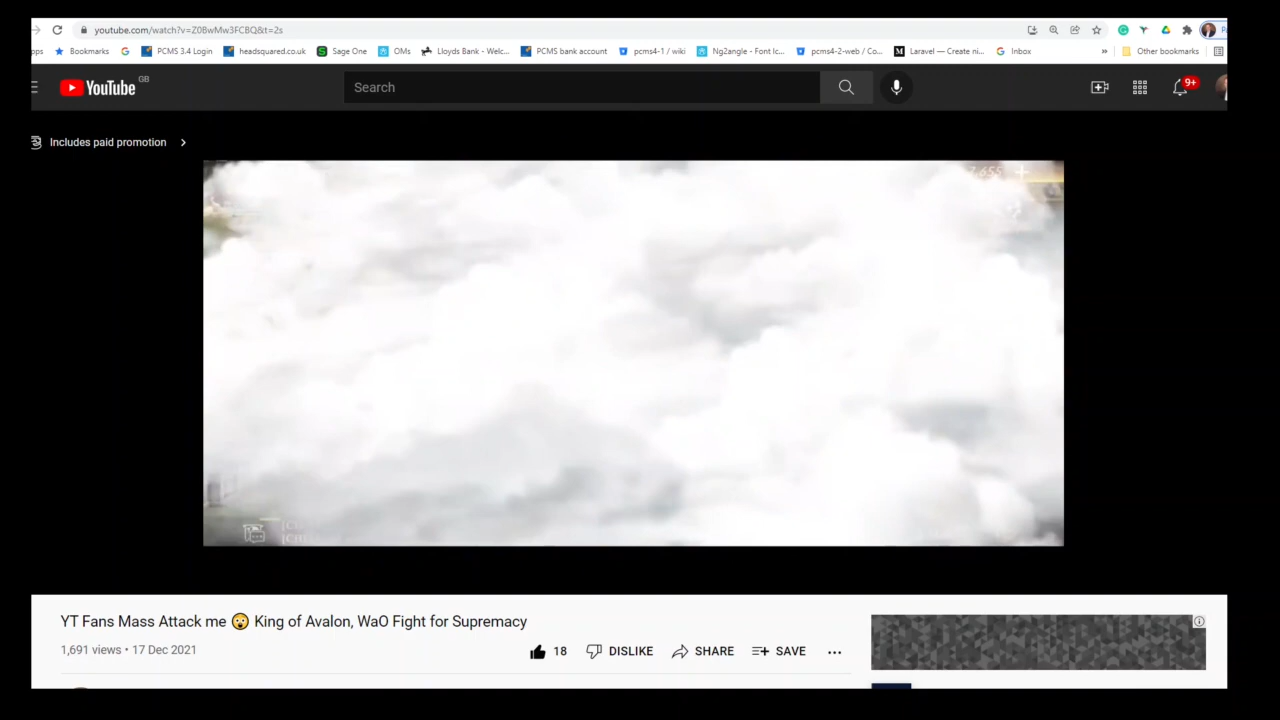 youtube.com/watch?v=Z0BwMw3FCBQ&t=2s
Bookmarks PCMS 3.4 Login headsquared.co.uk Sage One OMs Lloyds Bank - Welc... PCMS bank account pcms4-1 / wiki Ng2angle - Font Ic... pcms4-2-web / Co... Laravel — Create ni... Inbox » Other bookmarks
YouTube GB
Search
9+
Includes paid promotion
7,655
YT Fans Mass Attack me 😲 King of Avalon, WaO Fight for Supremacy
1,691 views • 17 Dec 2021
18 DISLIKE SHARE SAVE